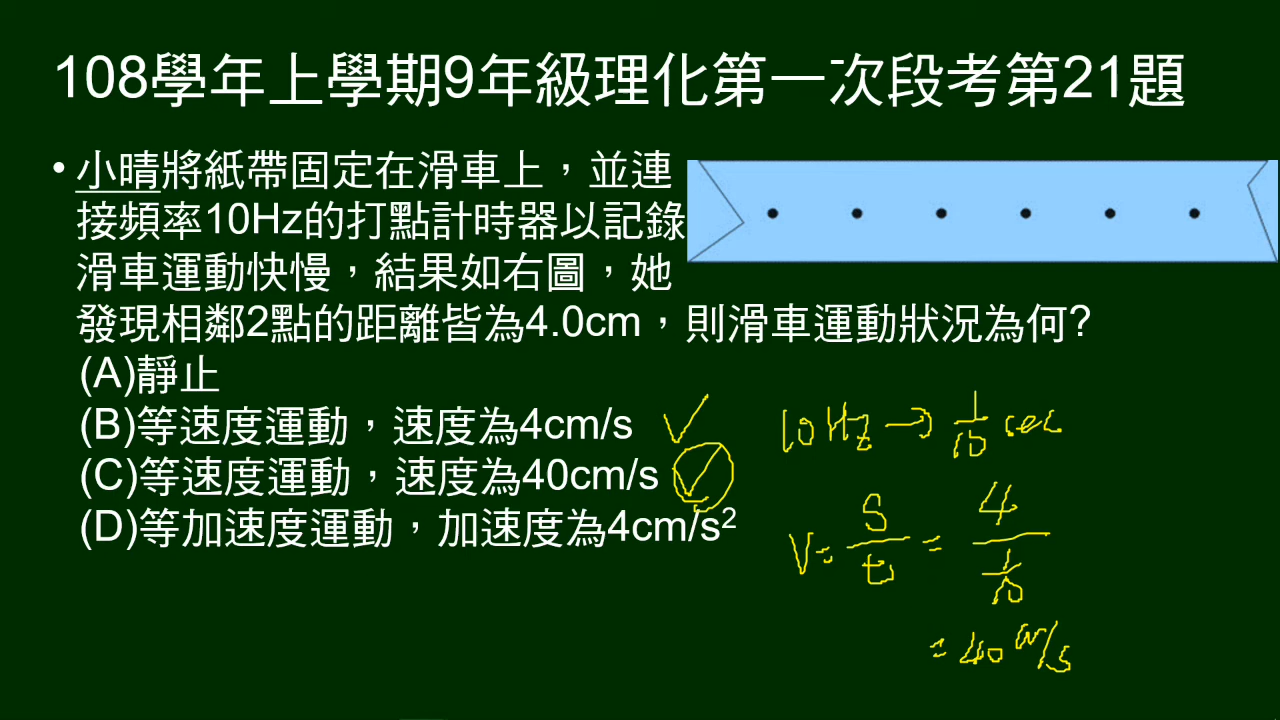 108學年上學期9年級理化第一次段考第21題
• 小晴將紙帶固定在滑車上，並連
接頻率10Hz的打點計時器以記錄
滑車運動快慢，結果如右圖，她
發現相鄰2點的距離皆為4.0cm，則滑車運動狀況為何?
(A)靜止
(B)等速度運動，速度為4cm/s
(C)等速度運動，速度為40cm/s
(D)等加速度運動，加速度為4cm/s²
10Hz → 1/10 sec
V = S/t = 4/(1/10)
= 40 cm/s